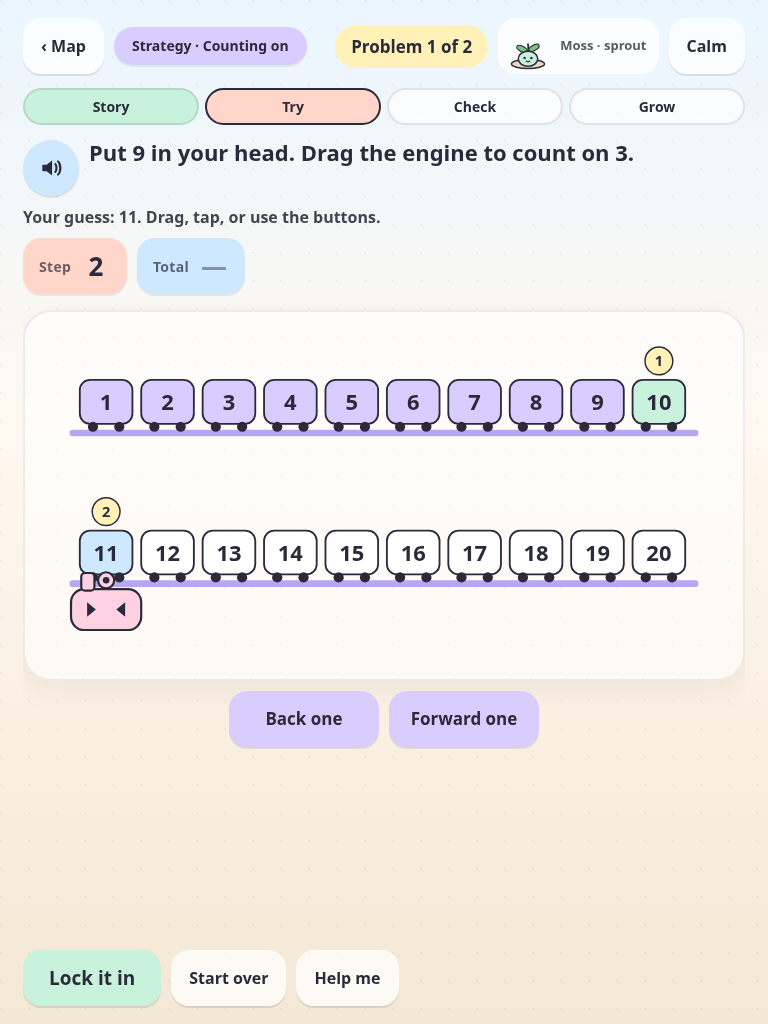 ‹ Map
Strategy · Counting on
Problem 1 of 2
Moss · sprout
Calm
Story
Try
Check
Grow
Put 9 in your head. Drag the engine to count on 3.
Your guess: 11. Drag, tap, or use the buttons.
Step 2
Total —
1
1 2 3 4 5 6 7 8 9 10
2
11 12 13 14 15 16 17 18 19 20
Back one
Forward one
Lock it in
Start over
Help me